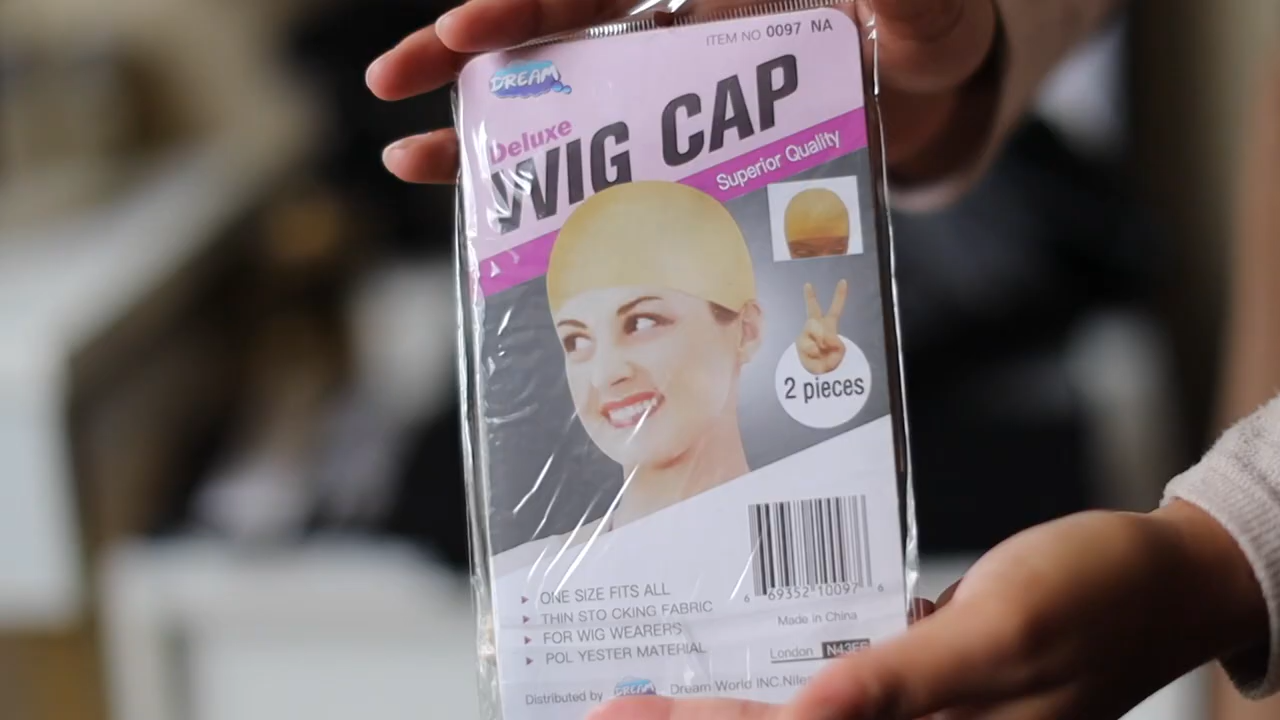 ITEM NO 0097 NA
DREAM
Deluxe
WIG CAP
Superior Quality
2 pieces
6 69352 10097 6
ONE SIZE FITS ALL
THIN STO CKING FABRIC
FOR WIG WEARERS
POL YESTER MATERIAL
Made in China
London
Distributed by DREAM Dream World INC.